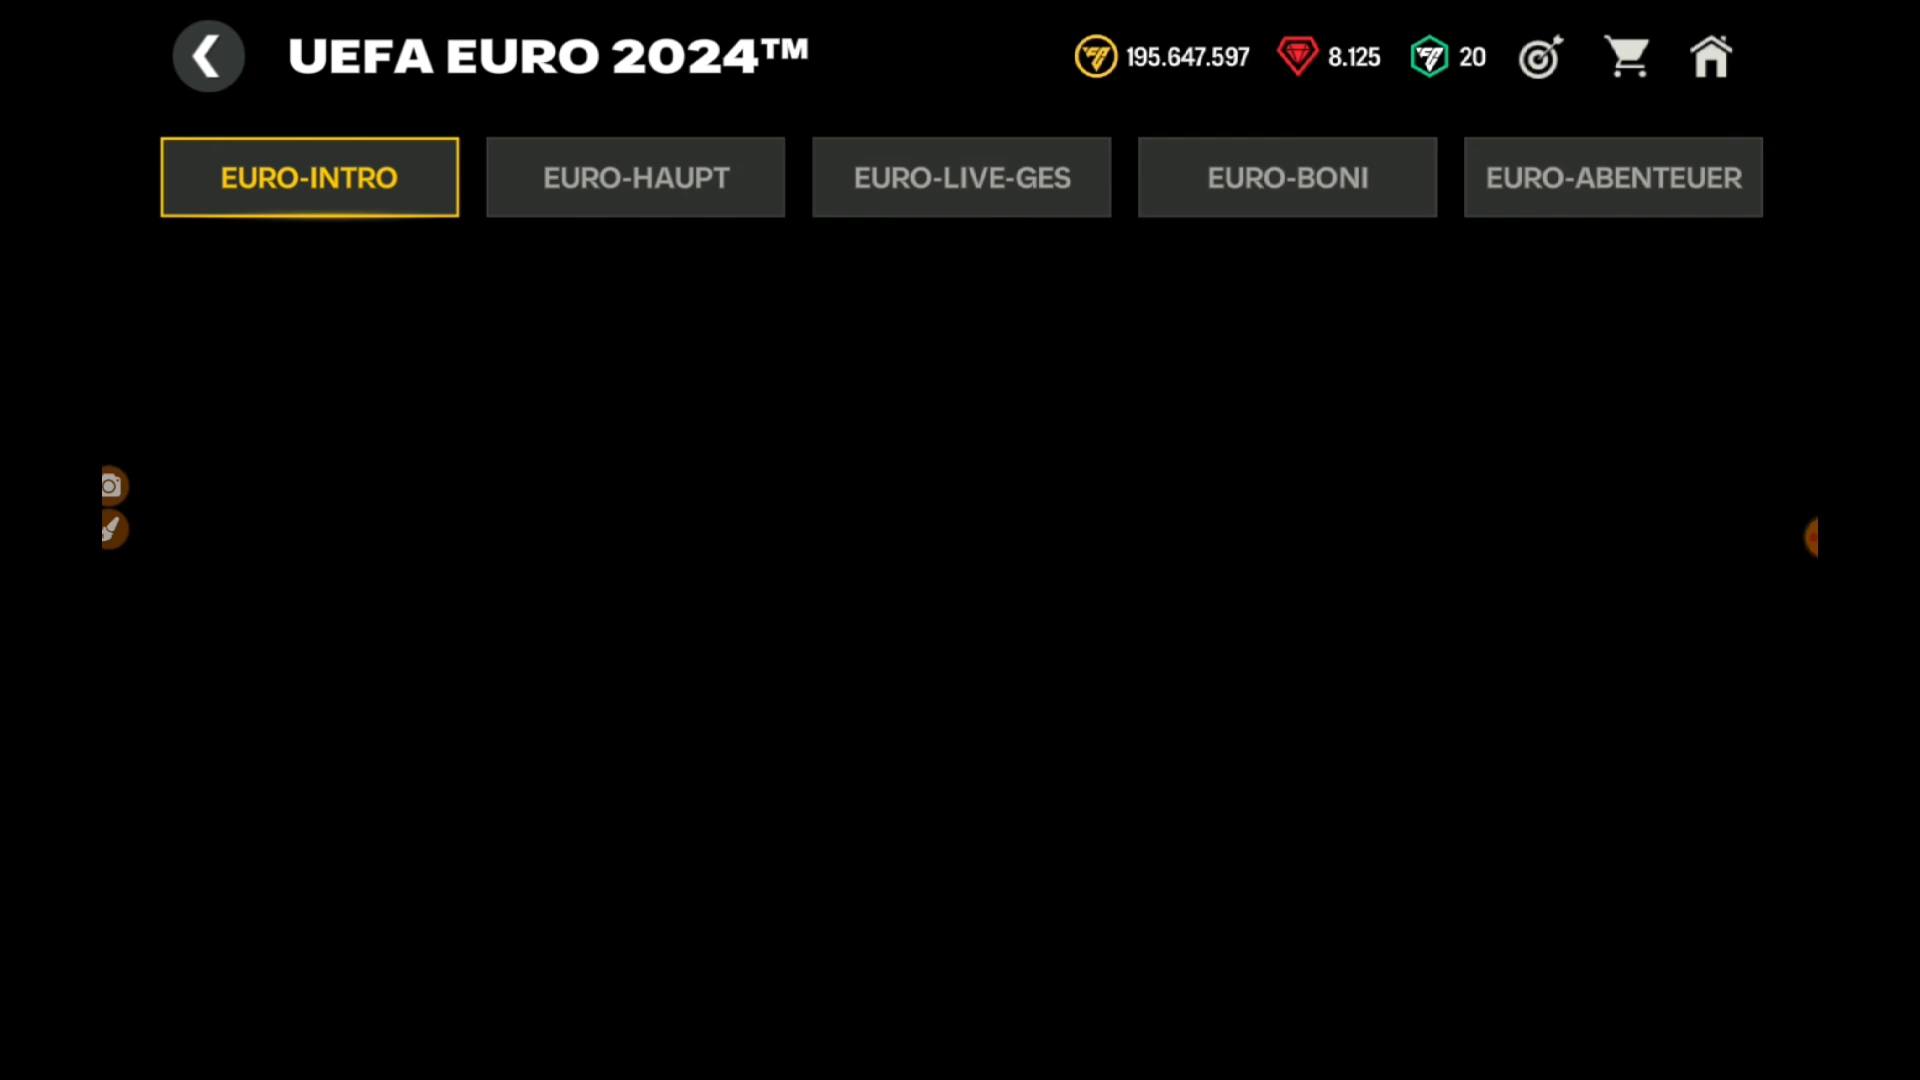 UEFA EURO 2024™ 195.647.597 8.125 20
EURO-INTRO EURO-HAUPT EURO-LIVE-GES EURO-BONI EURO-ABENTEUER